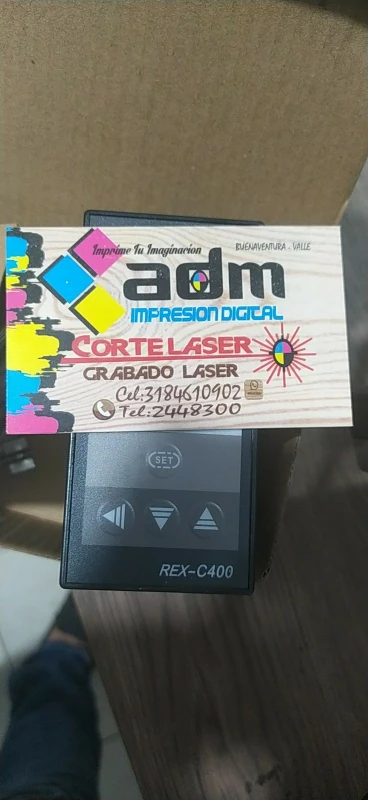 Imprime Tu Imaginacion
BUENAVENTURA - VALLE
adm
IMPRESION DIGITAL
CORTE LASER
GRABADO LASER
Cel:3184610902
Tel:2448300
SET
REX-C400